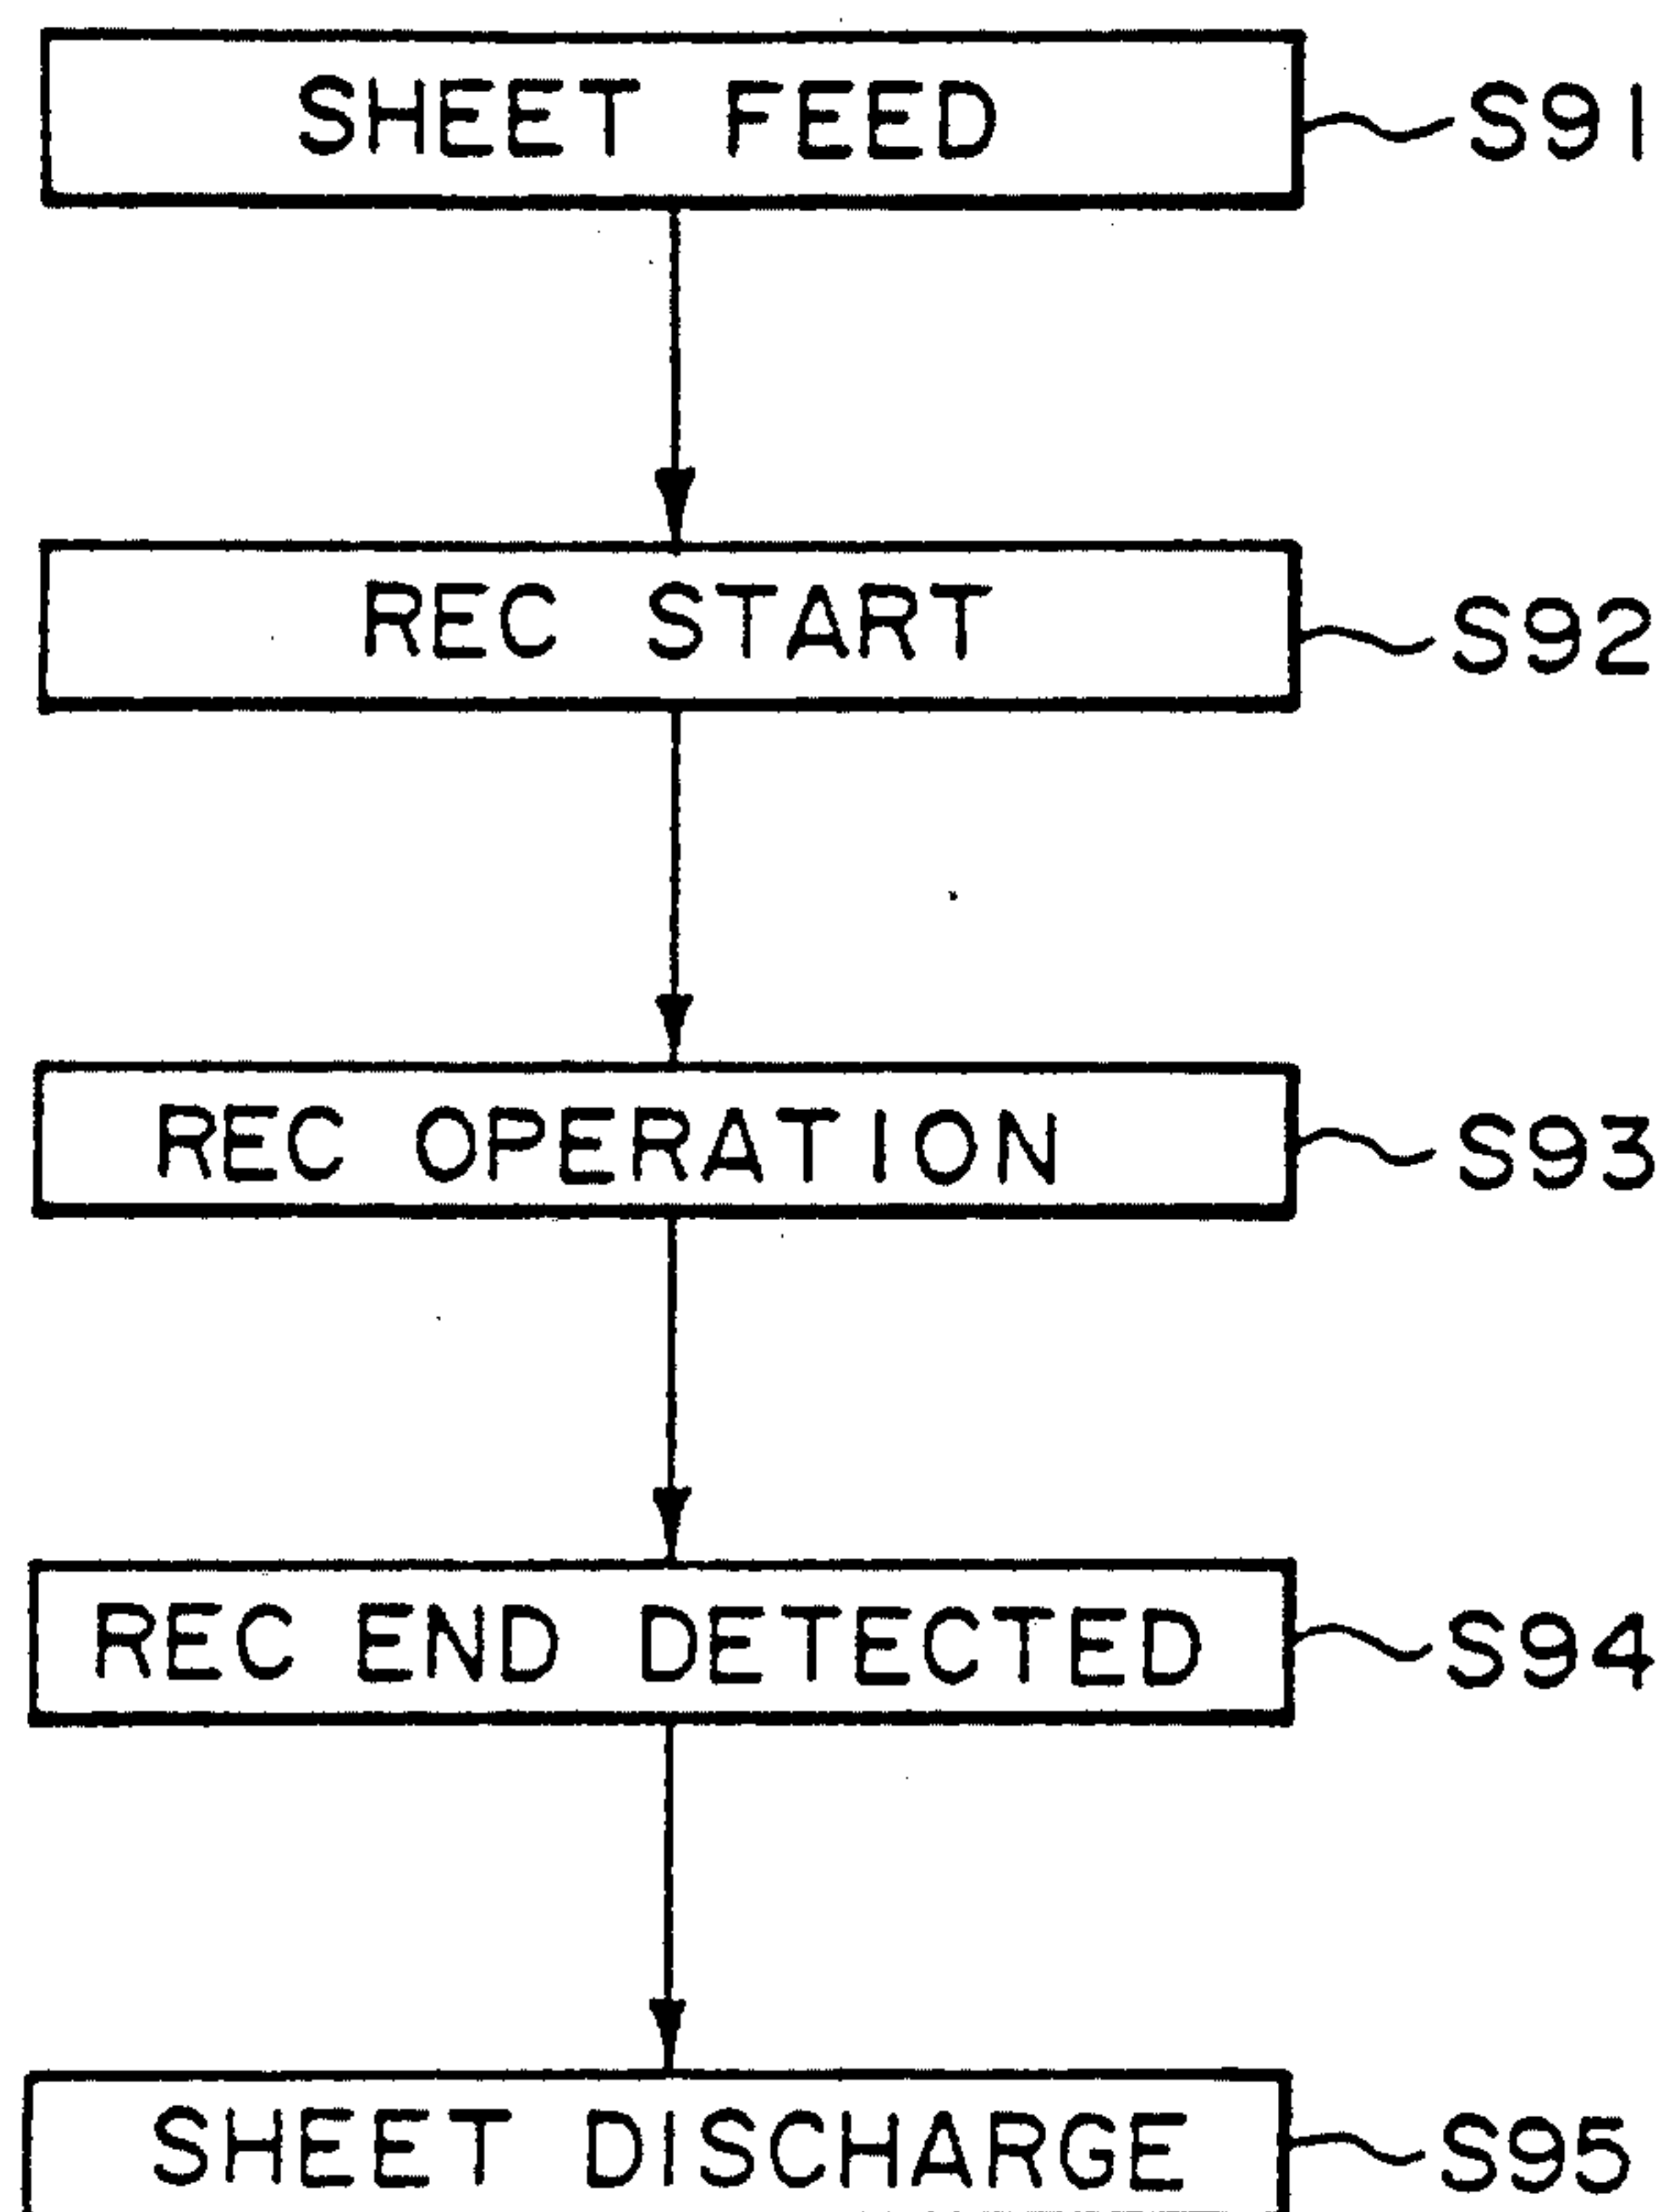 SHEET FEED S91
REC START S92
REC OPERATION S93
REC END DETECTED S94
SHEET DISCHARGE S95